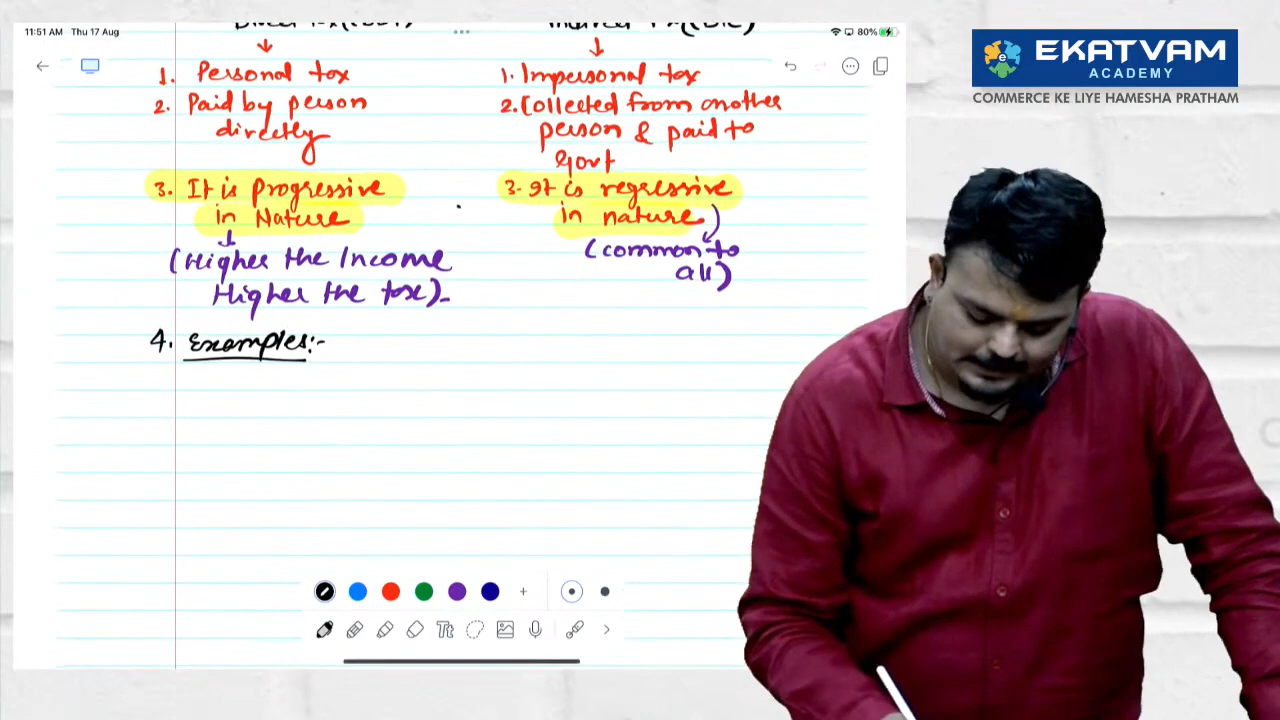 11:51 AM Thu 17 Aug
80%
EKATVAM
ACADEMY
COMMERCE KE LIYE HAMESHA PRATHAM
1. Personal tax
2. Paid by person
directly
3. It is progressive
in Nature
(Higher the Income
Higher the tax).
4. Examples:-
1. Impersonal tax
2. Collected from another
person & paid to
Govt
3. It is regressive
in nature
(common to
all)
Tt